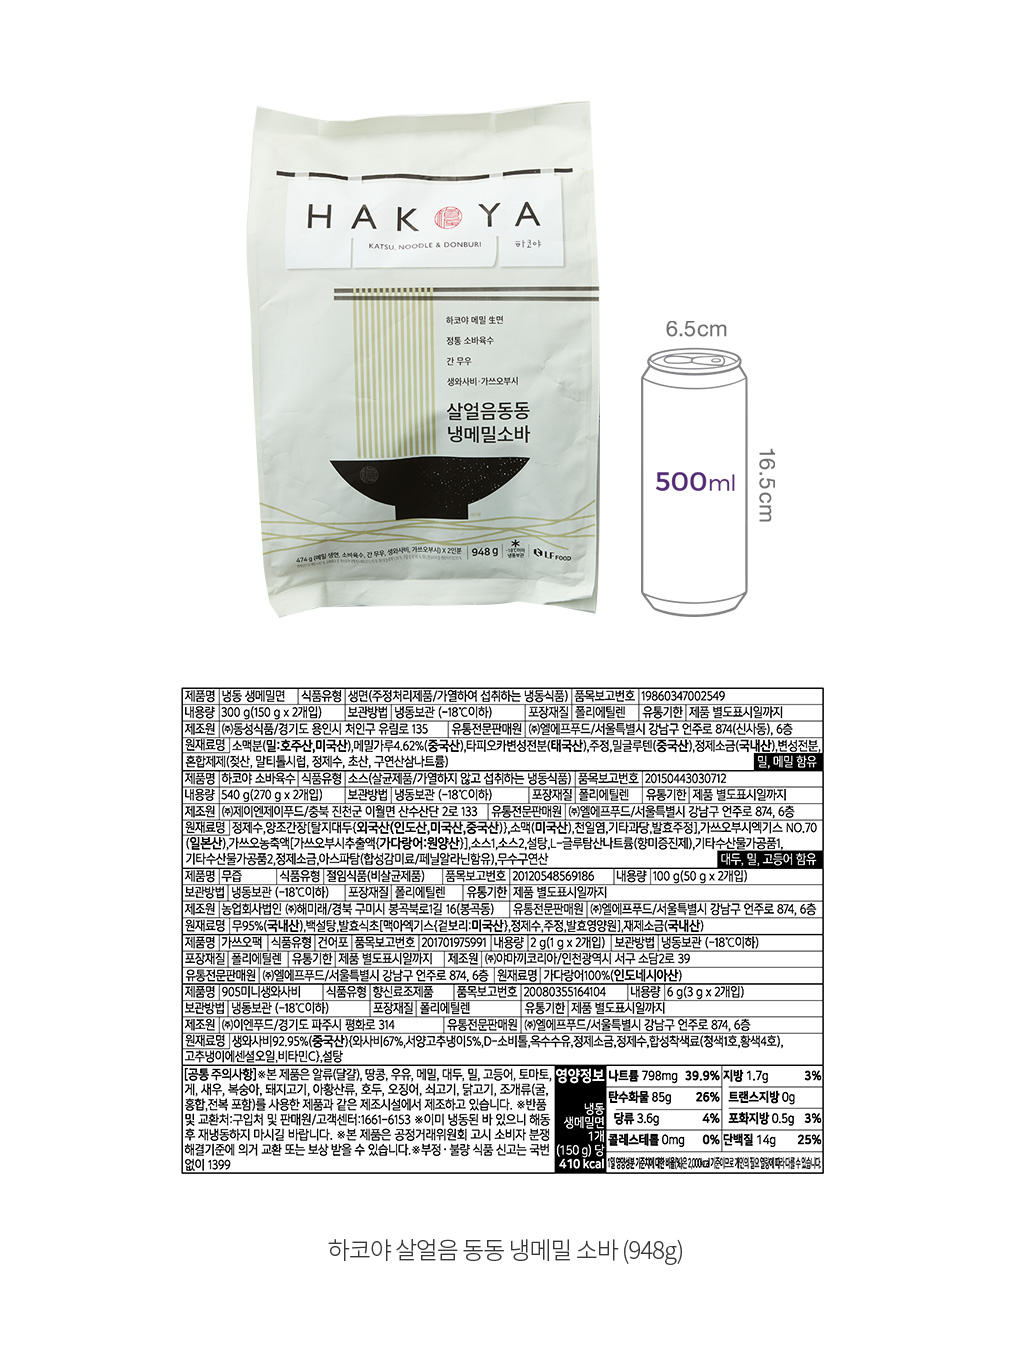 HAKOYA
KATSU, NOODLE & DONBURI
하코야
하코야 메밀 生면
정통 소바육수
간 무우
생와사비·가쓰오부시
살얼음동동
냉메밀소바
474 g (메밀 생면, 소바육수, 간 무우, 생와사비, 가쓰오부시) X 2인분
948 g
-18℃이하
냉동보관
LF FOOD
6.5cm
500ml
16.5cm
제품명 냉동 생메밀면 식품유형 생면(주정처리제품/가열하여 섭취하는 냉동식품) 품목보고번호 19860347002549
내용량 300 g(150 g x 2개입) 보관방법 냉동보관 (-18℃이하) 포장재질 폴리에틸렌 유통기한 제품 별도표시일까지
제조원 ㈜동성식품/경기도 용인시 처인구 유림로 135 유통전문판매원 ㈜엘에프푸드/서울특별시 강남구 언주로 874(신사동), 6층
원재료명 소맥분(밀:호주산,미국산),메밀가루4.62%(중국산),타피오카변성전분(태국산),주정,밀글루텐(중국산),정제소금(국내산),변성전분,
혼합제제(젖산, 말티톨시럽, 정제수, 초산, 구연산삼나트륨) 밀, 메밀 함유
제품명 하코야 소바육수 식품유형 소스(살균제품/가열하지 않고 섭취하는 냉동식품) 품목보고번호 20150443030712
내용량 540 g(270 g x 2개입) 보관방법 냉동보관 (-18℃이하) 포장재질 폴리에틸렌 유통기한 제품 별도표시일까지
제조원 ㈜제이엔제이푸드/충북 진천군 이월면 산수산단 2로 133 유통전문판매원 ㈜엘에프푸드/서울특별시 강남구 언주로 874, 6층
원재료명 정제수,양조간장[탈지대두{외국산(인도산,미국산,중국산)},소맥(미국산),천일염,기타과당,발효주정],가쓰오부시엑기스 NO.70
(일본산),가쓰오농축액[가쓰오부시추출액{가다랑어:원양산}],소스1,소스2,설탕,L-글루탐산나트륨(향미증진제),기타수산물가공품1,
기타수산물가공품2,정제소금,아스파탐(합성감미료/페닐알라닌함유),무수구연산 대두, 밀, 고등어 함유
제품명 무즙 식품유형 절임식품(비살균제품) 품목보고번호 20120548569186 내용량 100 g(50 g x 2개입)
보관방법 냉동보관 (-18℃이하) 포장재질 폴리에틸렌 유통기한 제품 별도표시일까지
제조원 농업회사법인 ㈜해미래/경북 구미시 봉곡북로1길 16(봉곡동) 유통전문판매원 ㈜엘에프푸드/서울특별시 강남구 언주로 874, 6층
원재료명 무95%(국내산),백설탕,발효식초[맥아엑기스{겉보리:미국산},정제수,주정,발효영양원],재제소금(국내산)
제품명 가쓰오팩 식품유형 건어포 품목보고번호 201701975991 내용량 2 g(1 g x 2개입) 보관방법 냉동보관 (-18℃이하)
포장재질 폴리에틸렌 유통기한 제품 별도표시일까지 제조원 ㈜야마끼코리아/인천광역시 서구 소담2로 39
유통전문판매원 ㈜엘에프푸드/서울특별시 강남구 언주로 874, 6층 원재료명 가다랑어100%(인도네시아산)
제품명 905미니생와사비 식품유형 향신료조제품 품목보고번호 20080355164104 내용량 6 g(3 g x 2개입)
보관방법 냉동보관 (-18℃이하) 포장재질 폴리에틸렌 유통기한 제품 별도표시일까지
제조원 ㈜이엔푸드/경기도 파주시 평화로 314 유통전문판매원 ㈜엘에프푸드/서울특별시 강남구 언주로 874, 6층
원재료명 생와사비92.95%(중국산){와사비67%,서양고추냉이5%,D-소비톨,옥수수유,정제소금,정제수,합성착색료(청색1호,황색4호),
고추냉이에센셜오일,비타민C},설탕
[공통 주의사항]※본 제품은 알류(달걀), 땅콩, 우유, 메밀, 대두, 밀, 고등어, 토마토,
게, 새우, 복숭아, 돼지고기, 아황산류, 호두, 오징어, 쇠고기, 닭고기, 조개류(굴,
홍합,전복 포함)를 사용한 제품과 같은 제조시설에서 제조하고 있습니다. ※반품
및 교환처:구입처 및 판매원/고객센터:1661-6153 ※이미 냉동된 바 있으니 해동
후 재냉동하지 마시길 바랍니다. ※본 제품은 공정거래위원회 고시 소비자 분쟁
해결기준에 의거 교환 또는 보상 받을 수 있습니다.※부정·불량 식품 신고는 국번
없이 1399
영양정보
냉동
생메밀면
1개
(150 g) 당
410 kcal
나트륨 798mg 39.9% 지방 1.7g 3%
탄수화물 85g 26% 트랜스지방 0g
당류 3.6g 4% 포화지방 0.5g 3%
콜레스테롤 0mg 0% 단백질 14g 25%
1일 영양성분 기준치에 대한 비율(%)은 2,000kcal 기준이므로 개인의 필요 열량에 따라 다를 수 있습니다.
하코야 살얼음 동동 냉메밀 소바 (948g)